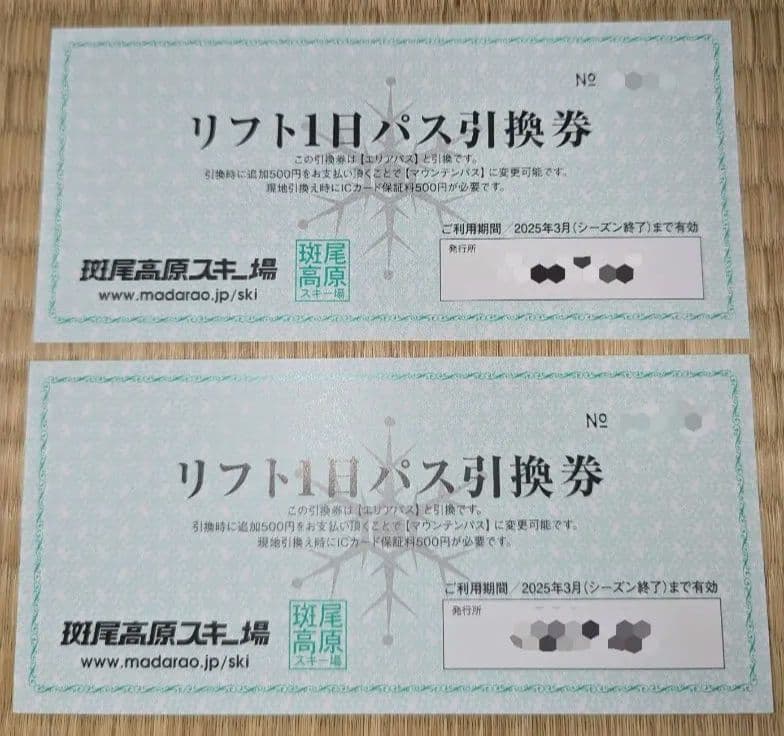 №
リフト1日パス引換券
この引換券は【エリアパス】と引換です。
引換時に追加500円をお支払い頂くことで【マウンテンパス】に変更可能です。
現地引換え時にICカード保証料500円が必要です。
ご利用期間／2025年3月(シーズン終了)まで有効
発行所
斑尾高原スキー場
www.madarao.jp/ski
斑尾
高原
スキー場
№
リフト1日パス引換券
この引換券は【エリアパス】と引換です。
引換時に追加500円をお支払い頂くことで【マウンテンパス】に変更可能です。
現地引換え時にICカード保証料500円が必要です。
ご利用期間／2025年3月(シーズン終了)まで有効
発行所
斑尾高原スキー場
www.madarao.jp/ski
斑尾
高原
スキー場